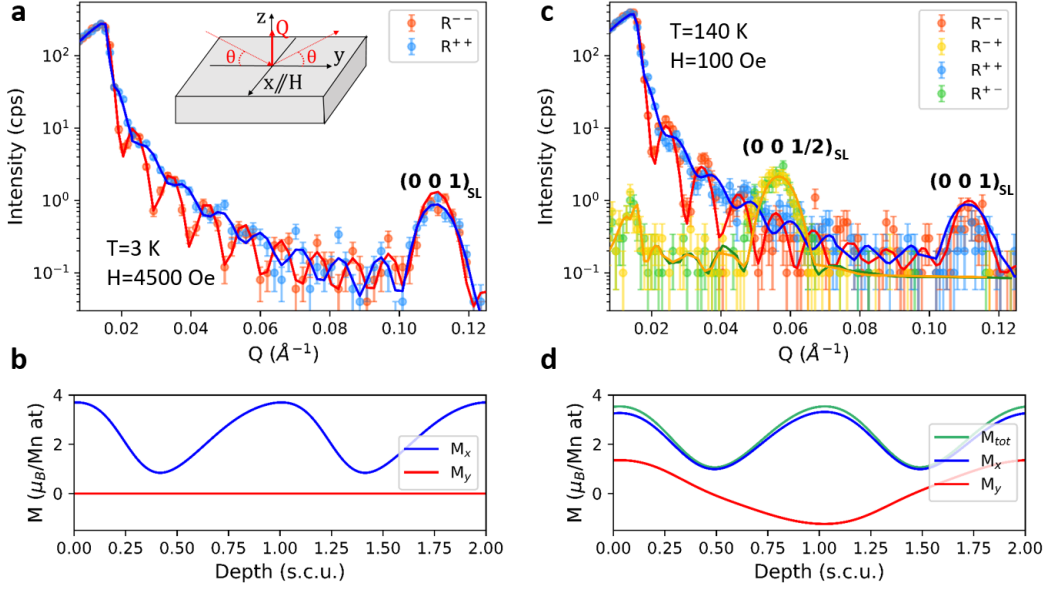 a
Intensity (cps)
10²
10¹
10⁰
10⁻¹
z
Q
θ
θ
y
x // H
R⁻⁻
R⁺⁺
(0 0 1)SL
T=3 K
H=4500 Oe
0.02
0.04
0.06
0.08
0.10
0.12
Q (Å⁻¹)
b
M (μB/Mn at)
4
2
0
Mx
My
0.00
0.25
0.50
0.75
1.00
1.25
1.50
1.75
2.00
Depth (s.c.u.)
c
Intensity (cps)
10²
10¹
10⁰
10⁻¹
T=140 K
H=100 Oe
R⁻⁻
R⁻⁺
R⁺⁺
R⁺⁻
(0 0 1/2)SL
(0 0 1)SL
0.02
0.04
0.06
0.08
0.10
0.12
Q (Å⁻¹)
d
M (μB/Mn at)
4
2
0
Mtot
Mx
My
0.00
0.25
0.50
0.75
1.00
1.25
1.50
1.75
2.00
Depth (s.c.u.)